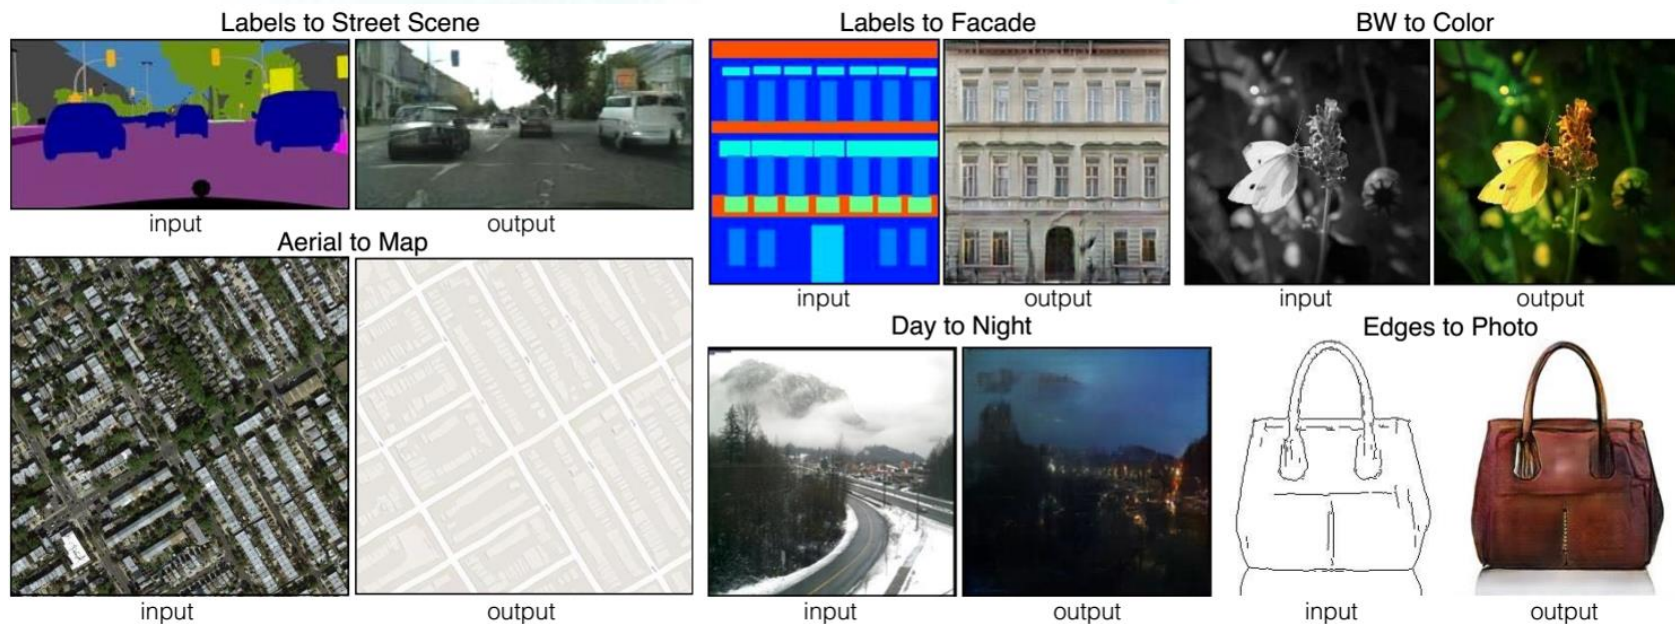 Labels to Street Scene
input
output
Aerial to Map
input
output
Labels to Facade
input
output
BW to Color
input
output
Day to Night
input
output
Edges to Photo
input
output